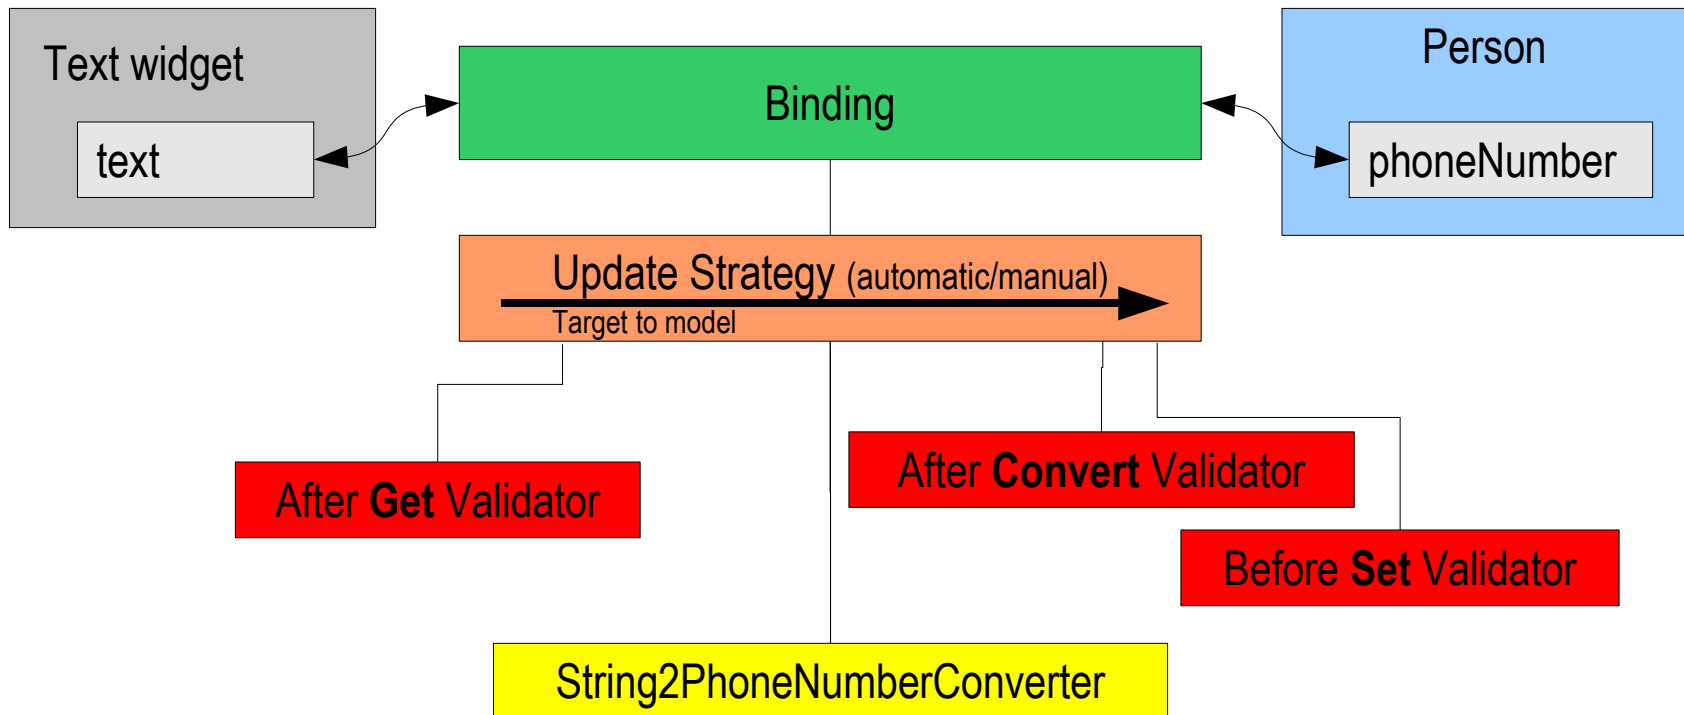 Text widget
text
Binding
Person
phoneNumber
Update Strategy (automatic/manual)
Target to model
After Get Validator
After Convert Validator
Before Set Validator
String2PhoneNumberConverter